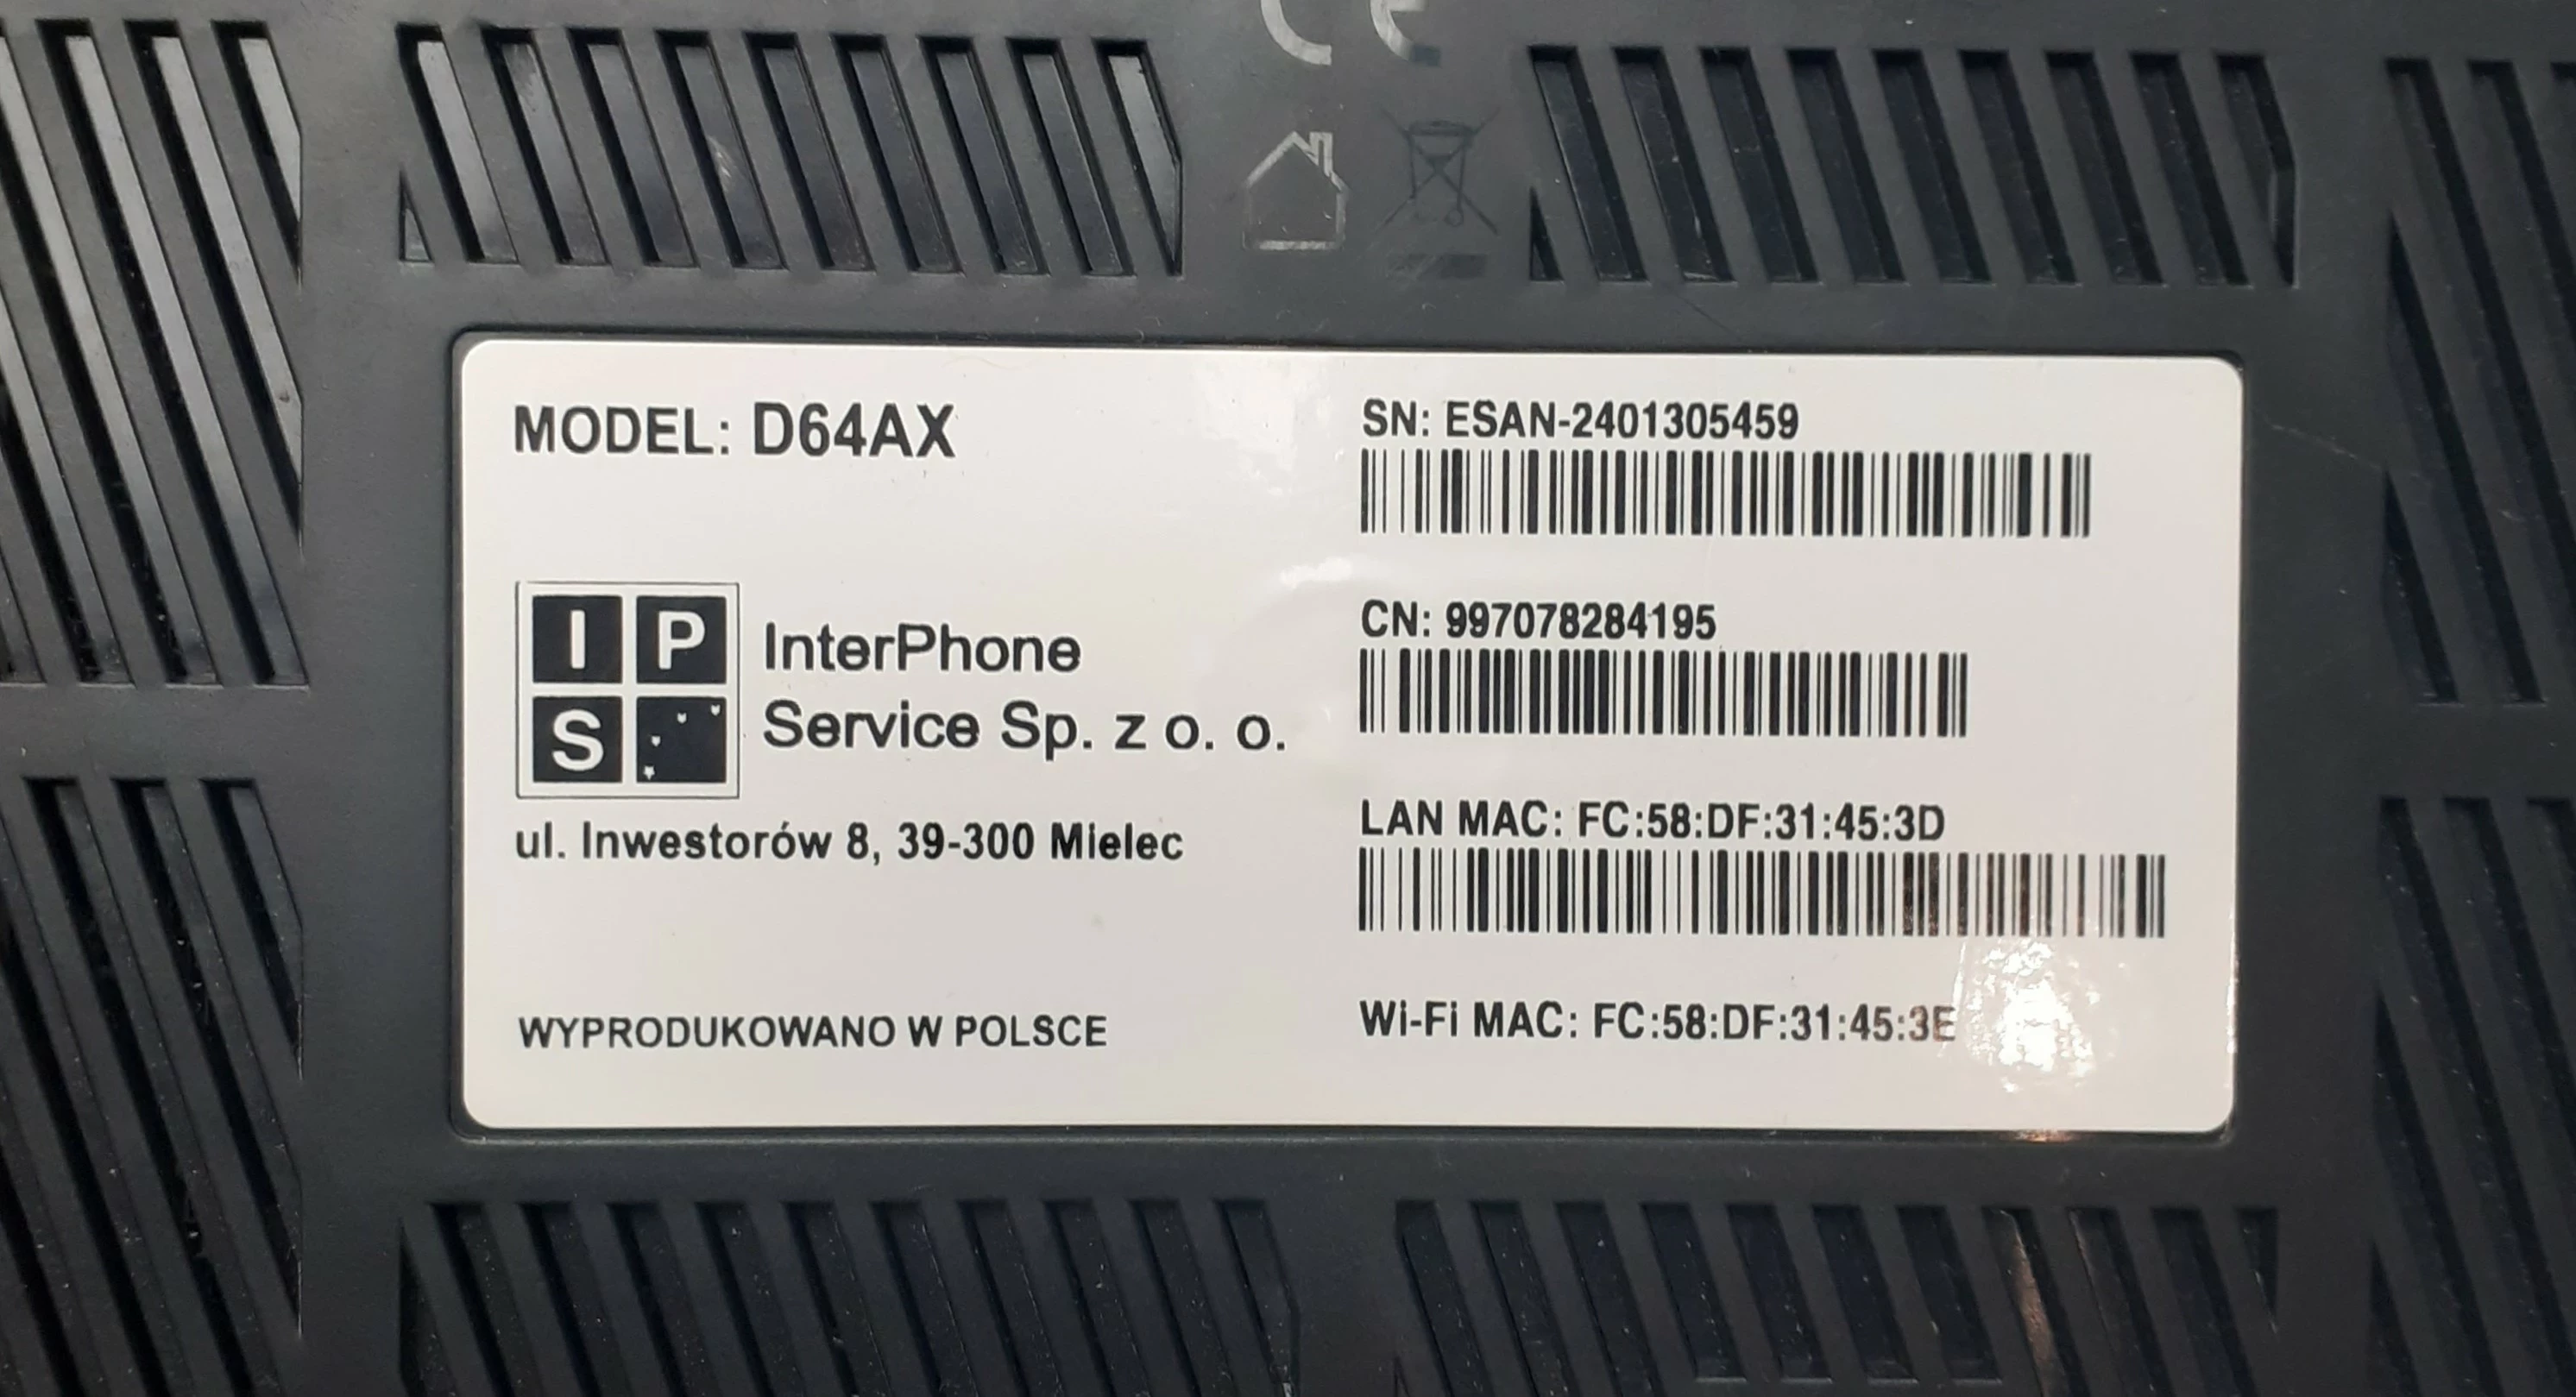 CE
MODEL: D64AX
I P
S
InterPhone
Service Sp. z o. o.
ul. Inwestorów 8, 39-300 Mielec
WYPRODUKOWANO W POLSCE
SN: ESAN-2401305459
CN: 997078284195
LAN MAC: FC:58:DF:31:45:3D
Wi-Fi MAC: FC:58:DF:31:45:3E